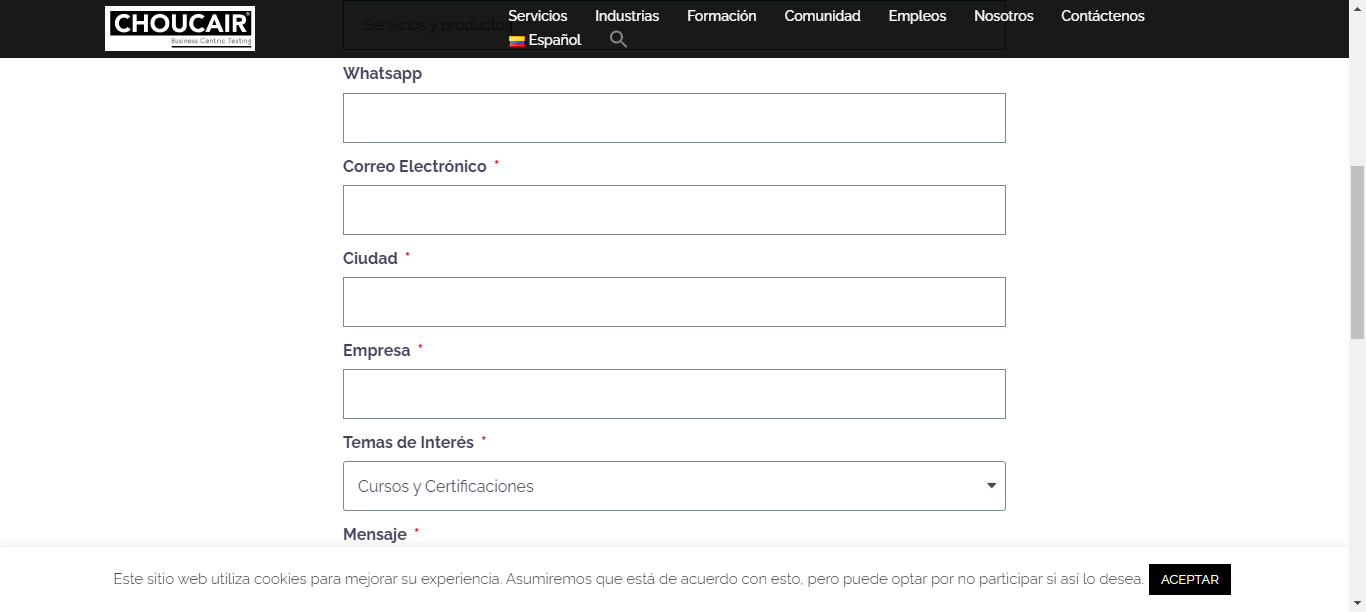 CHOUCAIR
Business Centric Testing
Servicios Industrias Formación Comunidad Empleos Nosotros Contáctenos
Español
Servicios y productos
Whatsapp
Correo Electrónico *
Ciudad *
Empresa *
Temas de Interés *
Cursos y Certificaciones
Mensaje *
Este sitio web utiliza cookies para mejorar su experiencia. Asumiremos que está de acuerdo con esto, pero puede optar por no participar si así lo desea. ACEPTAR